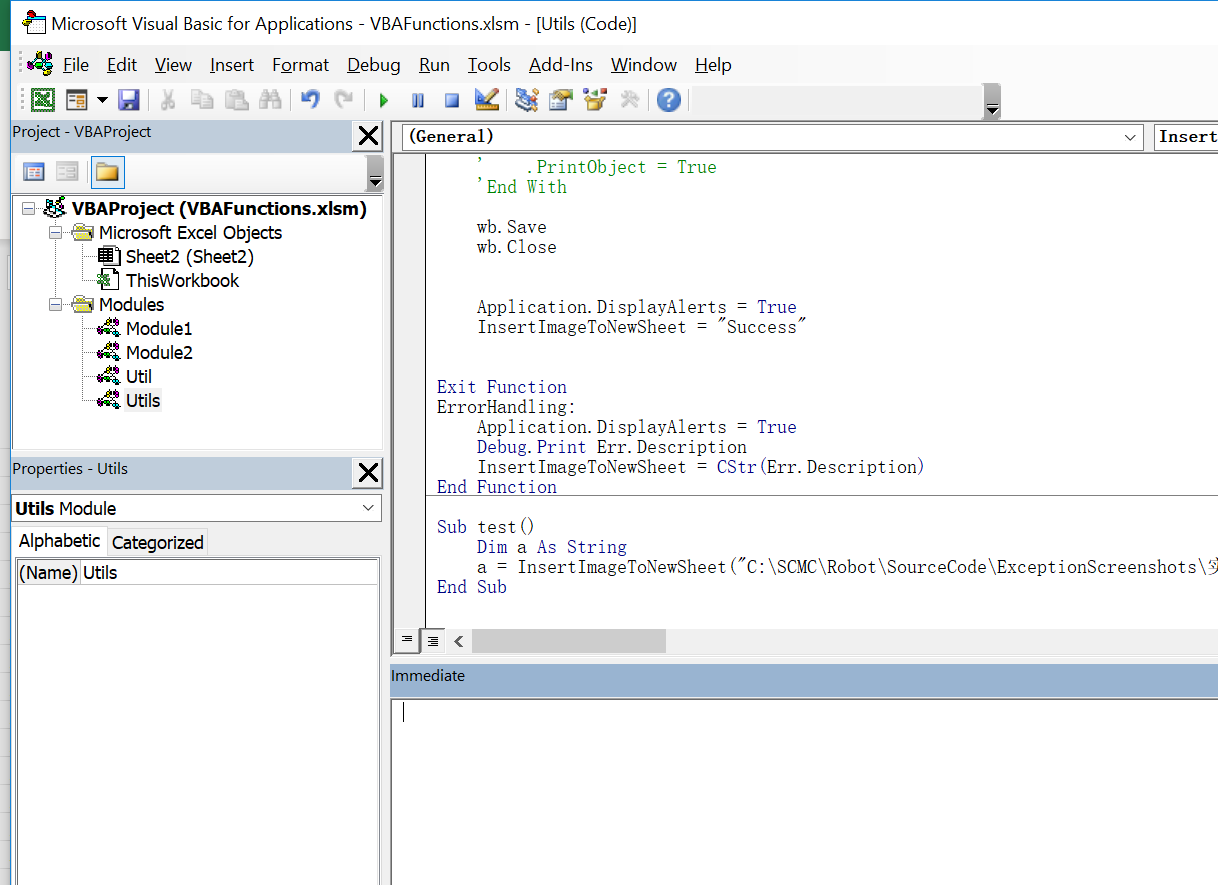 Microsoft Visual Basic for Applications - VBAFunctions.xlsm - [Utils (Code)]
File Edit View Insert Format Debug Run Tools Add-Ins Window Help
Project - VBAProject
VBAProject (VBAFunctions.xlsm)
Microsoft Excel Objects
Sheet2 (Sheet2)
ThisWorkbook
Modules
Module1
Module2
Util
Utils
Properties - Utils
Utils Module
Alphabetic Categorized
(Name) Utils
(General) Insert
'    .PrintObject = True
'End With
wb.Save
wb.Close
Application.DisplayAlerts = True
InsertImageToNewSheet = "Success"
Exit Function
ErrorHandling:
Application.DisplayAlerts = True
Debug.Print Err.Description
InsertImageToNewSheet = CStr(Err.Description)
End Function
Sub test()
Dim a As String
a = InsertImageToNewSheet("C:\SCMC\Robot\SourceCode\ExceptionScreenshots\
End Sub
Immediate